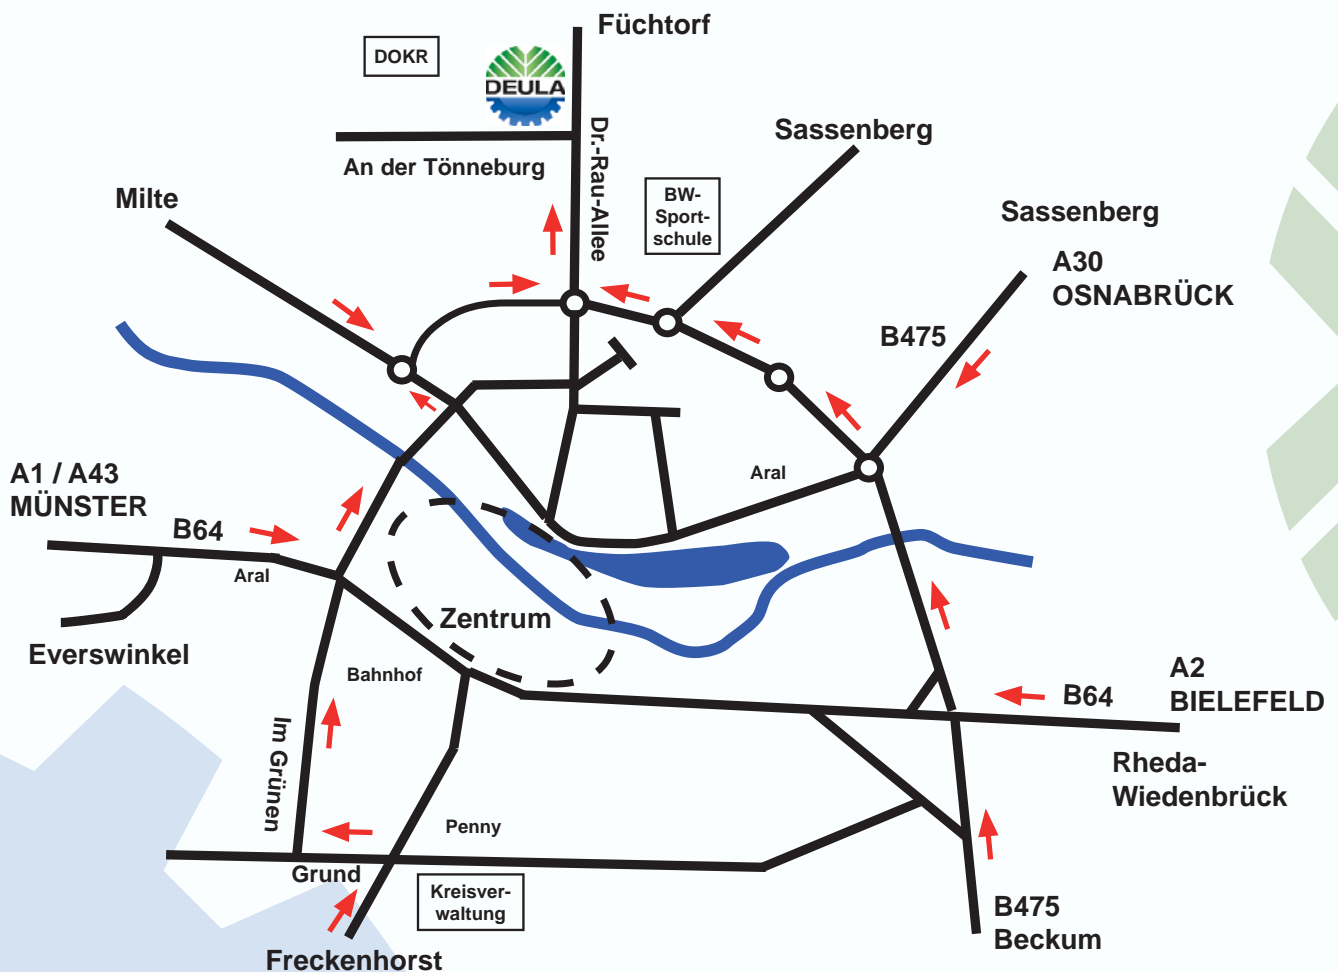 Füchtorf
DOKR
DEULA
Dr.-Rau-Allee
Sassenberg
An der Tönneburg
Milte
BW-
Sport-
schule
Sassenberg
A30
OSNABRÜCK
B475
A1 / A43
MÜNSTER
B64
Aral
Aral
Zentrum
Everswinkel
Bahnhof
Im Grünen
A2
BIELEFELD
B64
Rheda-
Wiedenbrück
Penny
Grund
Kreisver-
waltung
B475
Beckum
Freckenhorst